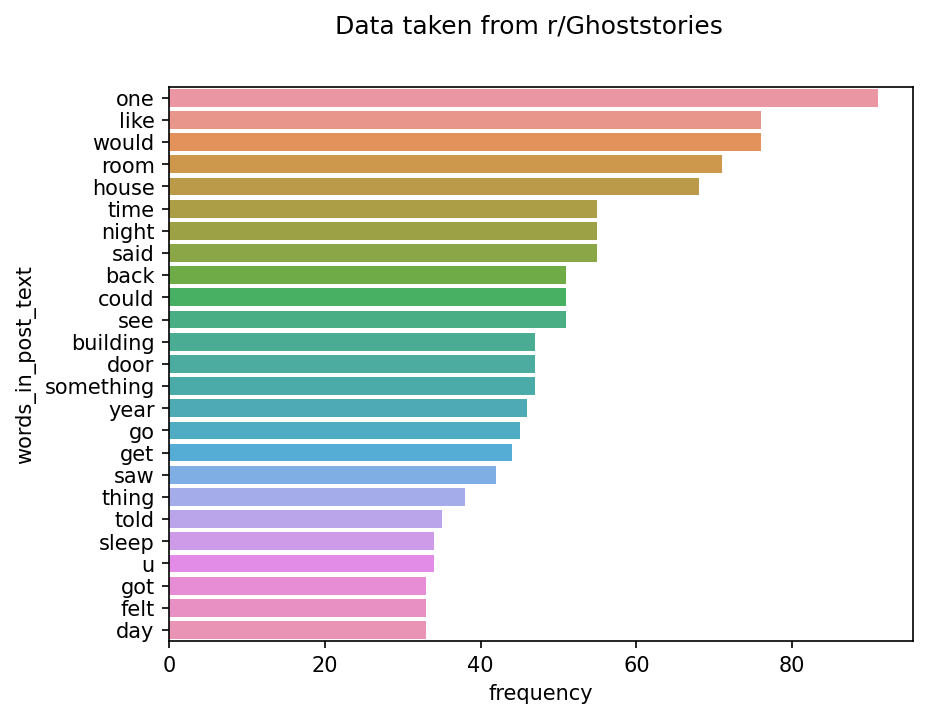 Data taken from r/Ghoststories
words_in_post_text
one
like
would
room
house
time
night
said
back
could
see
building
door
something
year
go
get
saw
thing
told
sleep
u
got
felt
day
0 20 40 60 80
frequency